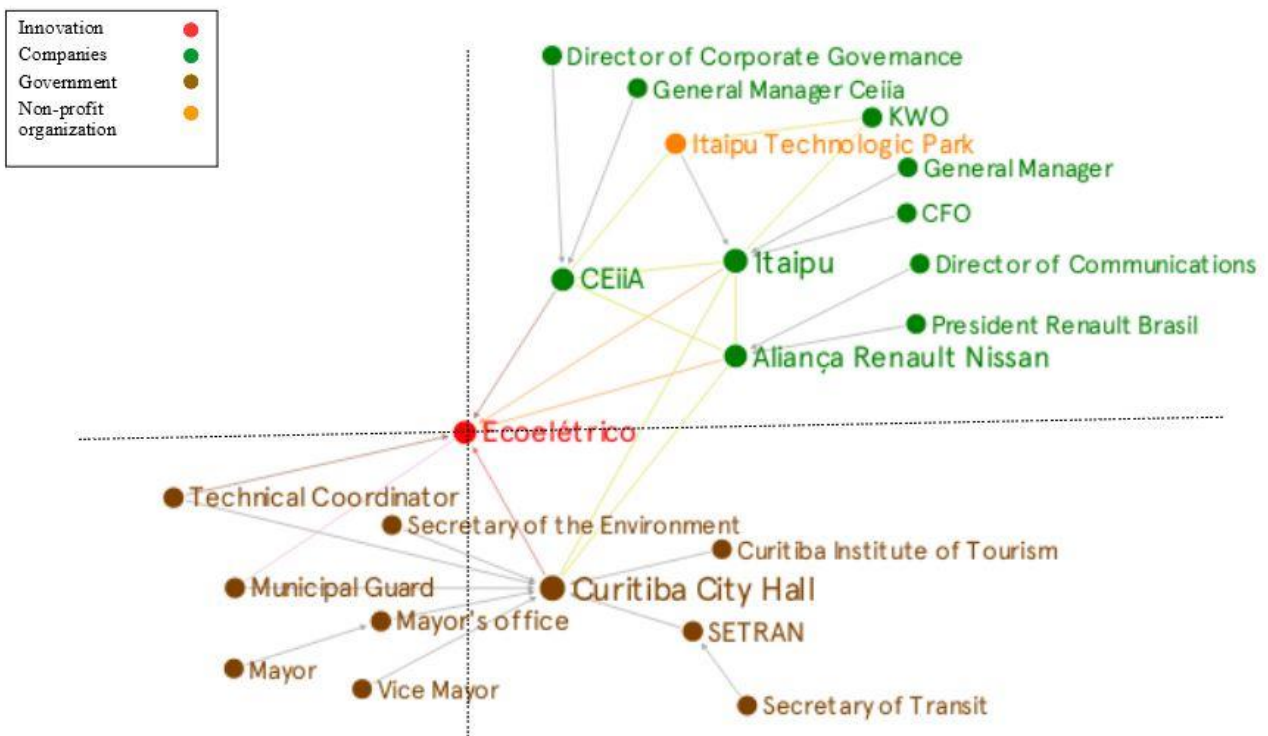 Innovation
Companies
Government
Non-profit
organization
Director of Corporate Governance
General Manager Ceiia
KWO
Itaipu Technologic Park
General Manager
CFO
Itaipu
Director of Communications
CEiiA
President Renault Brasil
Aliança Renault Nissan
Ecoelétrico
Technical Coordinator
Secretary of the Environment
Curitiba Institute of Tourism
Municipal Guard
Curitiba City Hall
Mayor's office
SETRAN
Mayor
Vice Mayor
Secretary of Transit